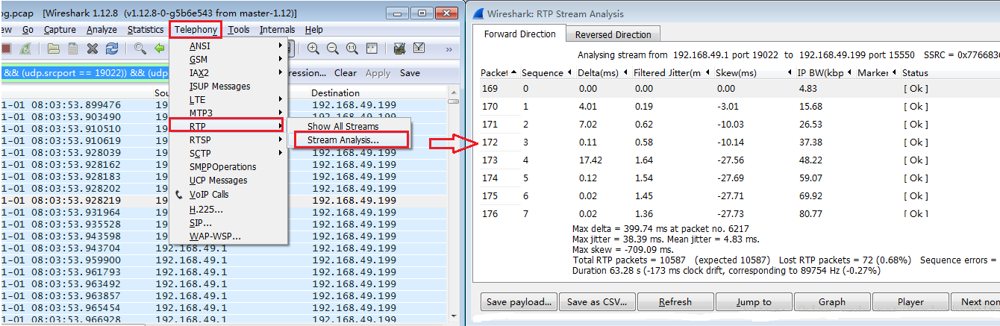 og.pcap [Wireshark 1.12.8 (v1.12.8-0-g5b6e543 from master-1.12)]
ew Go Capture Analyze Statistics Telephony Tools Internals Help
&& (udp.srcport == 19022)) && (udp
ression... Clear Apply Save
Sou Destination
1-01 08:03:53.899476 19 192.168.49.199
1-01 08:03:53.903490 19 192.168.49.199
1-01 08:03:53.910510 19
1-01 08:03:53.910619 19
1-01 08:03:53.928039 19 192.168.49.199
1-01 08:03:53.928162 19 192.168.49.199
1-01 08:03:53.928183 19 192.168.49.199
1-01 08:03:53.928202 19 192.168.49.199
1-01 08:03:53.928219 19 192.168.49.199
1-01 08:03:53.931964 19 192.168.49.199
1-01 08:03:53.935528 19 192.168.49.199
1-01 08:03:53.943598 19 192.168.49.199
1-01 08:03:53.943704 192.168.49.1 192.168.49.199
1-01 08:03:53.959900 192.168.49.1 192.168.49.199
1-01 08:03:53.961793 192.168.49.1 192.168.49.199
1-01 08:03:53.963492 192.168.49.1 192.168.49.199
1-01 08:03:53.963857 192.168.49.1 192.168.49.199
1-01 08:03:53.965454 192.168.49.1 192.168.49.199
1-01 08:03:53.966928 192.168.49.1 192.168.49.199
ANSI
GSM
IAX2
ISUP Messages
LTE
MTP3
RTP
RTSP
SCTP
SMPPOperations
UCP Messages
VoIP Calls
H.225...
SIP...
WAP-WSP...
Show All Streams
Stream Analysis...
Wireshark: RTP Stream Analysis
Forward Direction Reversed Direction
Analysing stream from 192.168.49.1 port 19022 to 192.168.49.199 port 15550 SSRC = 0x7766836
Packet Sequence Delta(ms) Filtered Jitter(m Skew(ms) IP BW(kbp Marker Status
169 0 0.00 0.00 0.00 4.83 [ Ok ]
170 1 4.01 0.19 -3.01 15.68 [ Ok ]
171 2 7.02 0.62 -10.03 26.53 [ Ok ]
172 3 0.11 0.58 -10.14 37.38 [ Ok ]
173 4 17.42 1.64 -27.56 48.22 [ Ok ]
174 5 0.12 1.54 -27.69 59.07 [ Ok ]
175 6 0.02 1.45 -27.71 69.92 [ Ok ]
176 7 0.02 1.36 -27.73 80.77 [ Ok ]
Max delta = 399.74 ms at packet no. 6217
Max jitter = 38.39 ms. Mean jitter = 4.83 ms.
Max skew = -709.09 ms.
Total RTP packets = 10587 (expected 10587) Lost RTP packets = 72 (0.68%) Sequence errors =
Duration 63.28 s (-173 ms clock drift, corresponding to 89754 Hz (-0.27%)
Save payload... Save as CSV... Refresh Jump to Graph Player Next non